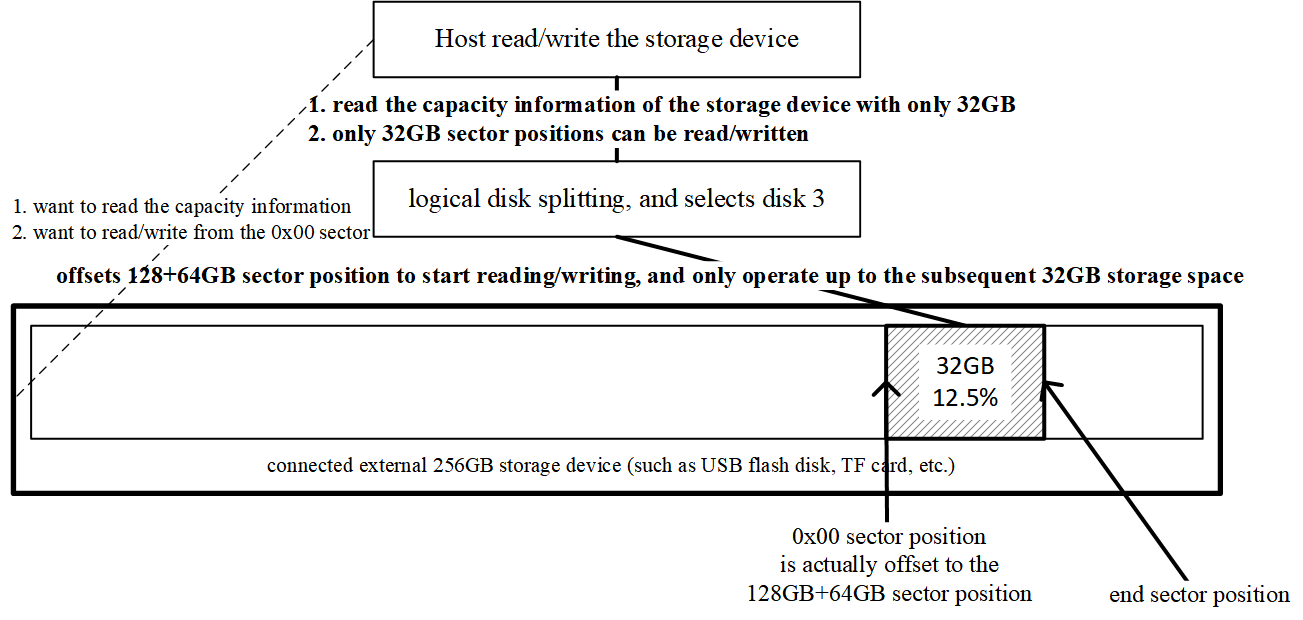 Host read/write the storage device
1. read the capacity information of the storage device with only 32GB
2. only 32GB sector positions can be read/written
logical disk splitting, and selects disk 3
1. want to read the capacity information
2. want to read/write from the 0x00 sector
offsets 128+64GB sector position to start reading/writing, and only operate up to the subsequent 32GB storage space
32GB
12.5%
connected external 256GB storage device (such as USB flash disk, TF card, etc.)
0x00 sector position
is actually offset to the
128GB+64GB sector position
end sector position